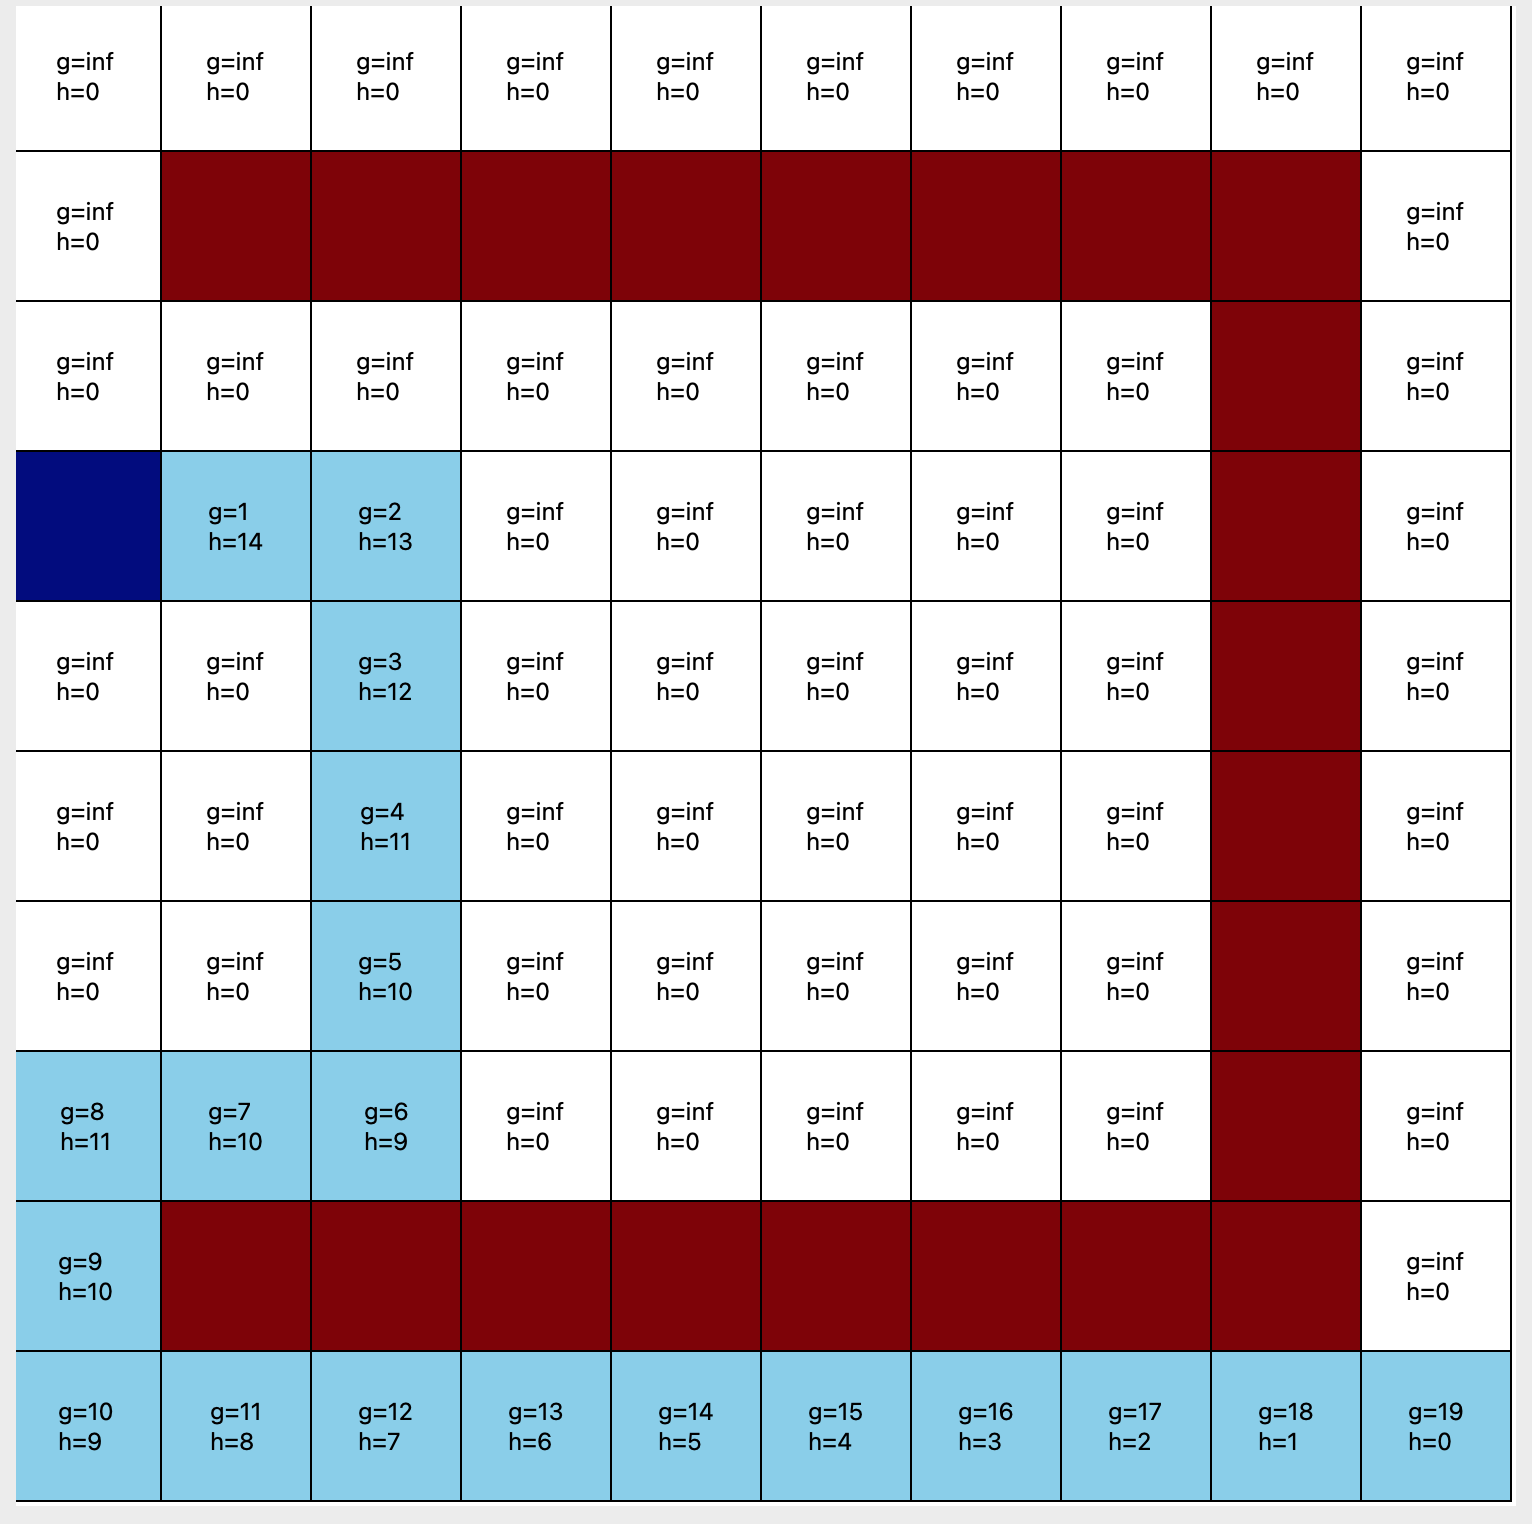 g=inf g=inf g=inf g=inf g=inf g=inf g=inf g=inf g=inf g=inf
h=0 h=0 h=0 h=0 h=0 h=0 h=0 h=0 h=0 h=0
g=inf g=inf
h=0 h=0
g=inf g=inf g=inf g=inf g=inf g=inf g=inf g=inf g=inf
h=0 h=0 h=0 h=0 h=0 h=0 h=0 h=0 h=0
g=1 g=2 g=inf g=inf g=inf g=inf g=inf g=inf
h=14 h=13 h=0 h=0 h=0 h=0 h=0 h=0
g=inf g=inf g=3 g=inf g=inf g=inf g=inf g=inf g=inf
h=0 h=0 h=12 h=0 h=0 h=0 h=0 h=0 h=0
g=inf g=inf g=4 g=inf g=inf g=inf g=inf g=inf g=inf
h=0 h=0 h=11 h=0 h=0 h=0 h=0 h=0 h=0
g=inf g=inf g=5 g=inf g=inf g=inf g=inf g=inf g=inf
h=0 h=0 h=10 h=0 h=0 h=0 h=0 h=0 h=0
g=8 g=7 g=6 g=inf g=inf g=inf g=inf g=inf g=inf
h=11 h=10 h=9 h=0 h=0 h=0 h=0 h=0 h=0
g=9 g=inf
h=10 h=0
g=10 g=11 g=12 g=13 g=14 g=15 g=16 g=17 g=18 g=19
h=9 h=8 h=7 h=6 h=5 h=4 h=3 h=2 h=1 h=0